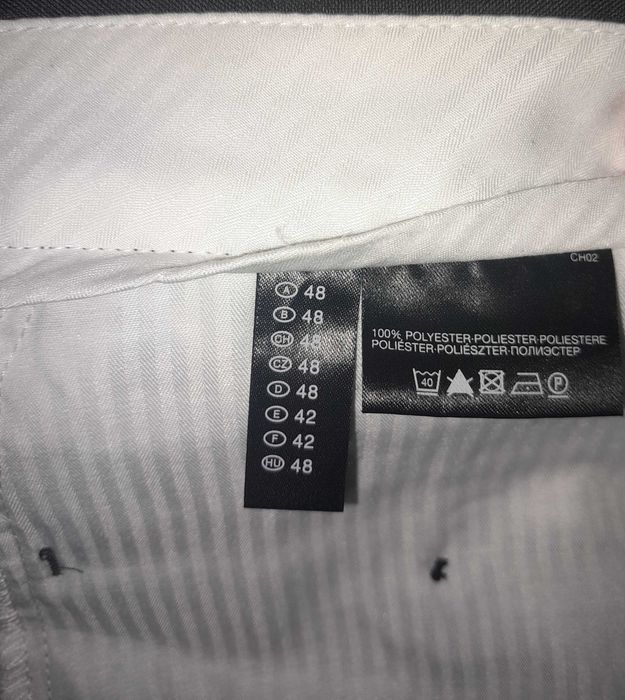 CH02
A 48
B 48
CH 48
CZ 48
D 48
E 42
F 42
HU 48
100% POLYESTER·POLIESTER·POLIESTERE
POLIÉSTER·POLIÉSZTER·ПОЛИЭСТЕР
40 P